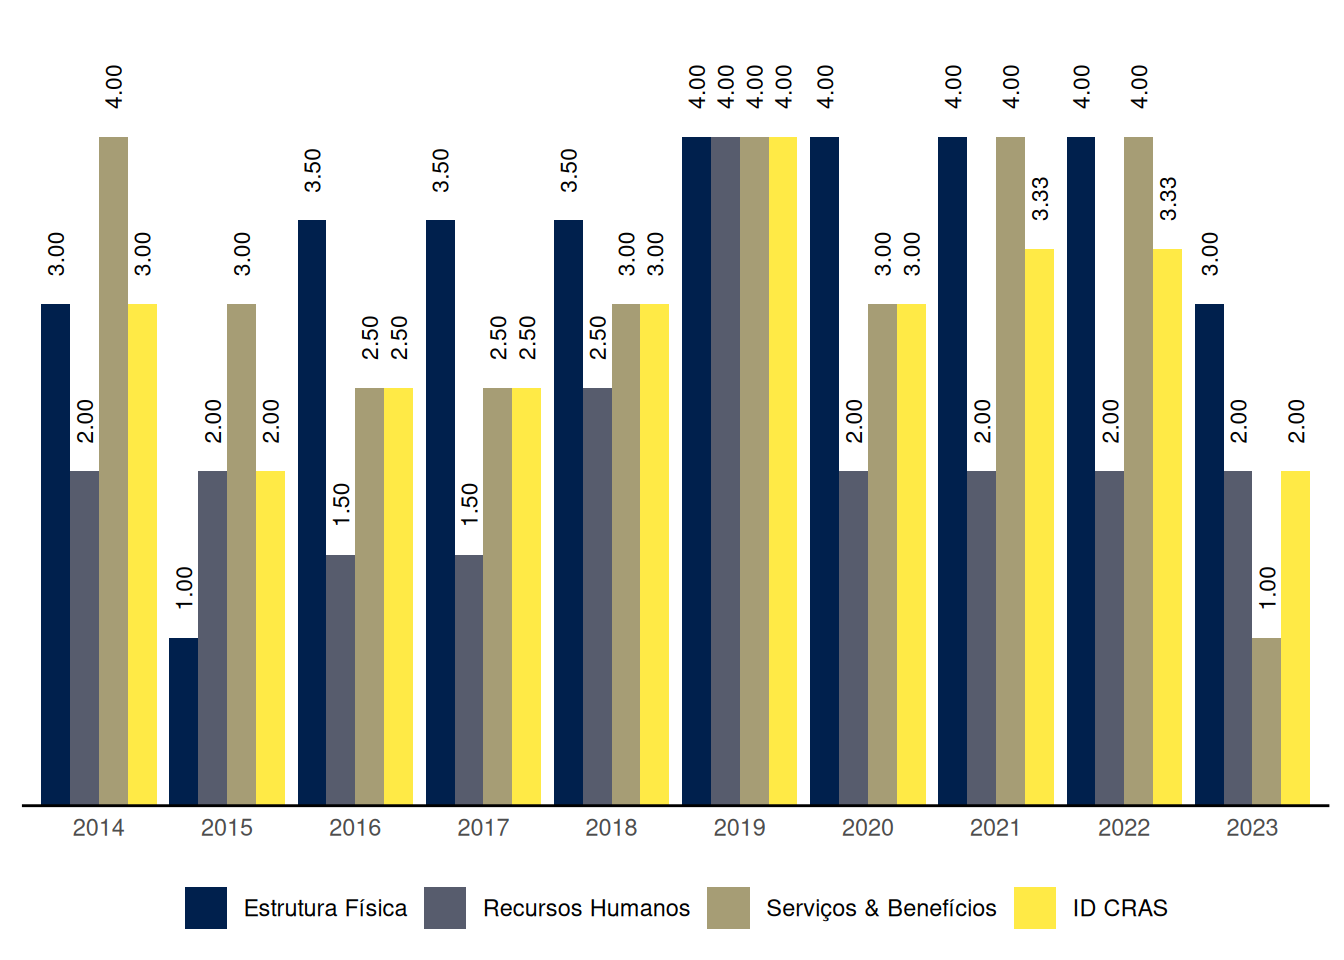 3.00 2.00 4.00 3.00 1.00 2.00 3.00 2.00 3.50 1.50 2.50 2.50 3.50 1.50 2.50 2.50 3.50 2.50 3.00 3.00 4.00 4.00 4.00 4.00 4.00 2.00 3.00 3.00 4.00 2.00 4.00 3.33 4.00 2.00 4.00 3.33 3.00 2.00 1.00 2.00
2014 2015 2016 2017 2018 2019 2020 2021 2022 2023
Estrutura Física Recursos Humanos Serviços & Benefícios ID CRAS